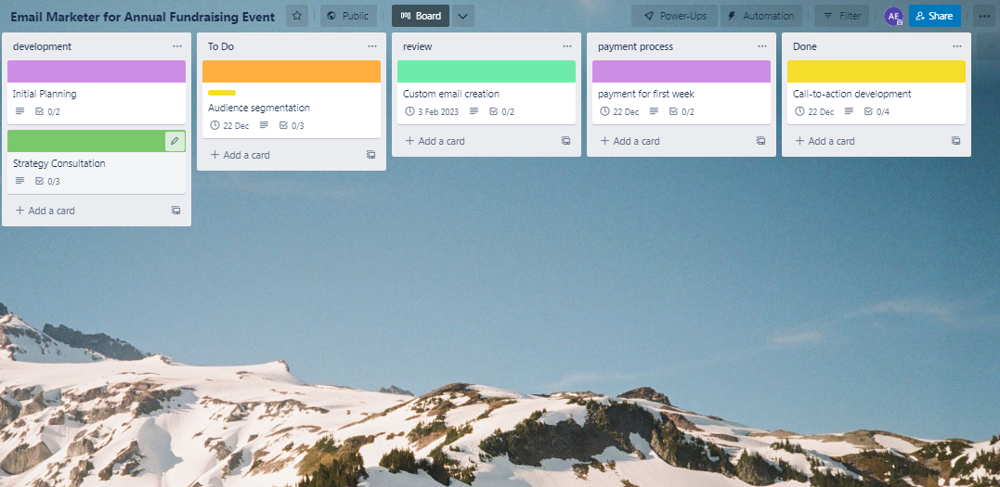 Email Marketer for Annual Fundraising Event
Public
Board
Power-Ups
Automation
Filter
AE
Share
development
Initial Planning
0/2
Strategy Consultation
0/3
+ Add a card
To Do
Audience segmentation
22 Dec
0/3
+ Add a card
review
Custom email creation
3 Feb 2023
0/2
+ Add a card
payment process
payment for first week
22 Dec
0/2
+ Add a card
Done
Call-to-action development
22 Dec
0/4
+ Add a card